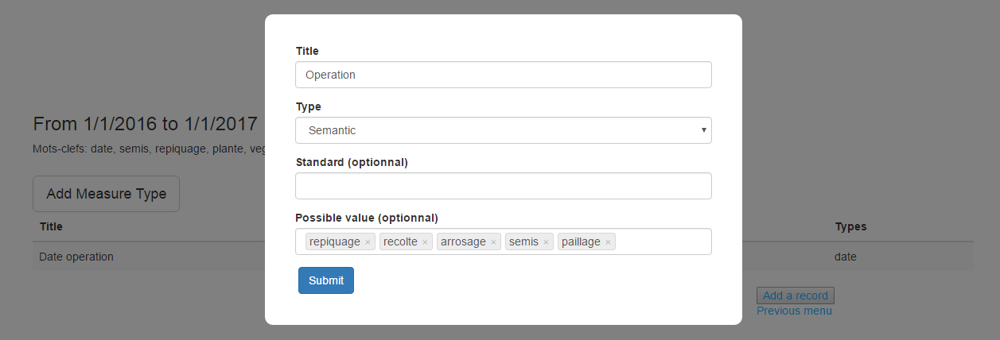 Title
Operation
Type
Semantic
Standard (optionnal)
Possible value (optionnal)
repiquage × recolte × arrosage × semis × paillage ×
Submit
From 1/1/2016 to 1/1/2017
Mots-clefs: date, semis, repiquage, plante, veg
Add Measure Type
Title Types
Date operation date
Add a record
Previous menu